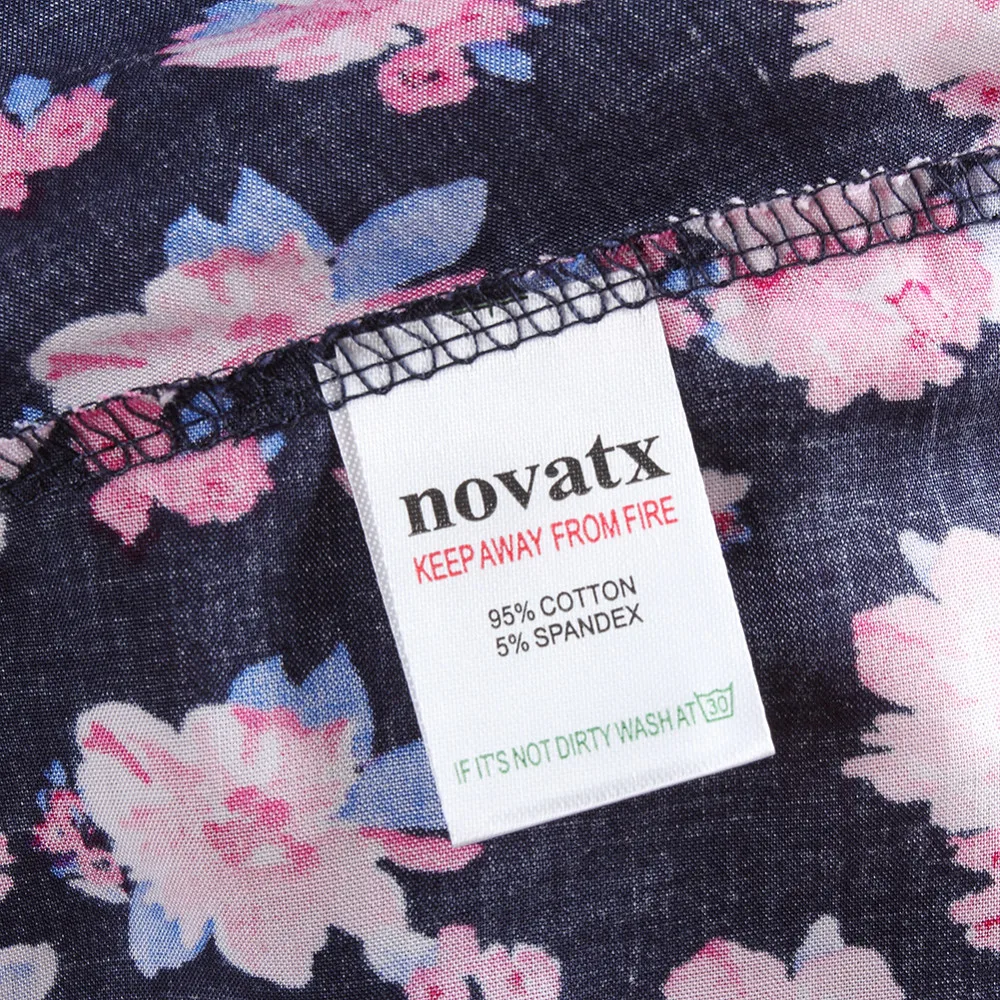 novatx
KEEP AWAY FROM FIRE
95% COTTON
5% SPANDEX
IF IT'S NOT DIRTY WASH AT 30